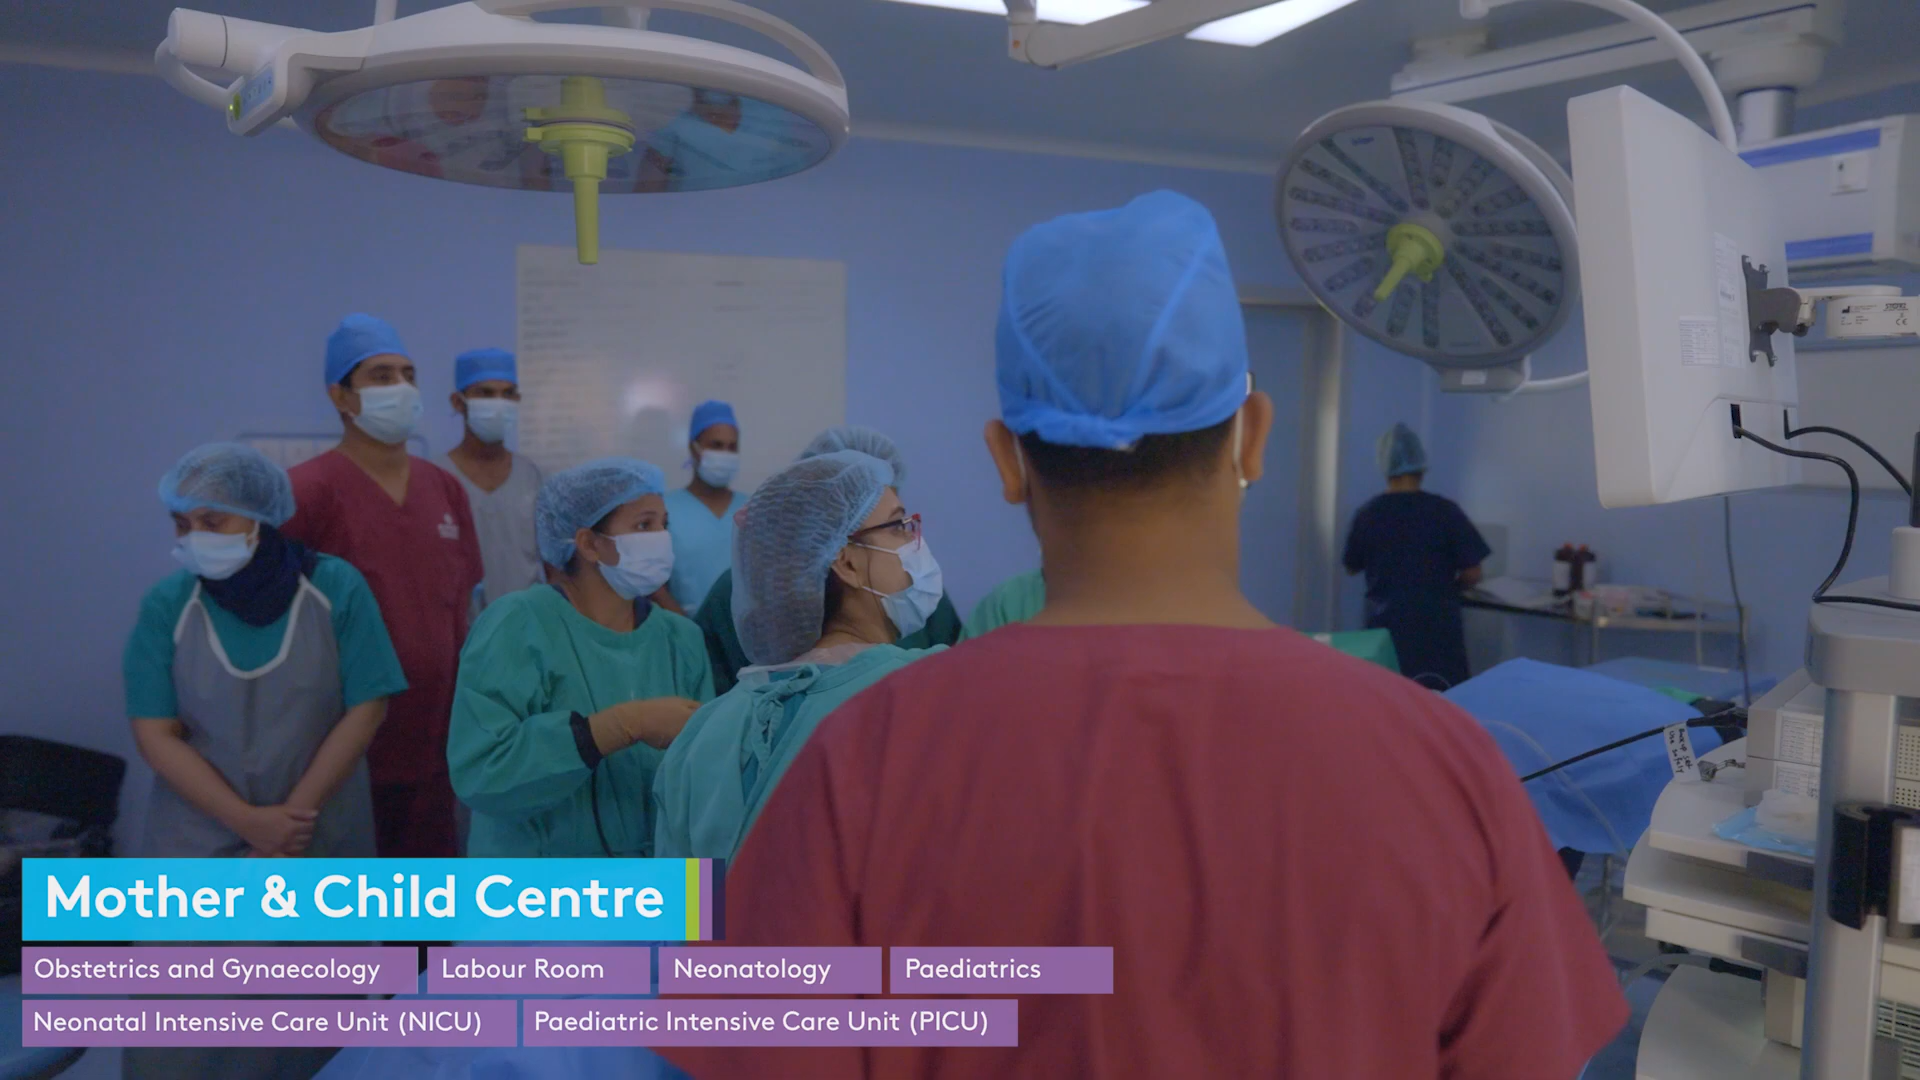 Mother & Child Centre
Obstetrics and Gynaecology
Labour Room
Neonatology
Paediatrics
Neonatal Intensive Care Unit (NICU)
Paediatric Intensive Care Unit (PICU)